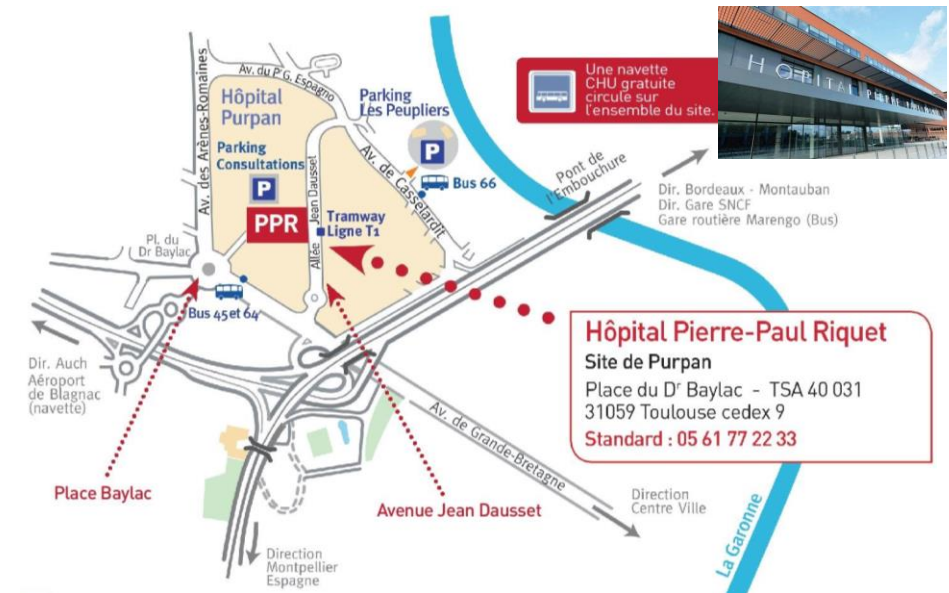 Av. du P.G. Espagno
Av. des Arènes-Romaines
Hôpital
Purpan
Parking
Les Peupliers
P
Parking
Consultations
P
Bus 66
Av. de Casselardit
Allée Jean Dausset
PPR
Tramway
Ligne T1
Pl. du
Dr Baylac
Bus 45 et 64
Une navette
CHU gratuite
circule sur
l'ensemble du site.
HÔPITAL PIERRE-PAUL
Pont de
l'Embouchure
Dir. Bordeaux - Montauban
Dir. Gare SNCF
Gare routière Marengo (Bus)
Hôpital Pierre-Paul Riquet
Site de Purpan
Place du Dr Baylac - TSA 40 031
31059 Toulouse cedex 9
Standard : 05 61 77 22 33
Dir. Auch
Aéroport
de Blagnac
(navette)
Av. de Grande-Bretagne
Place Baylac
Avenue Jean Dausset
Direction
Centre Ville
Direction
Montpellier
Espagne
La Garonne